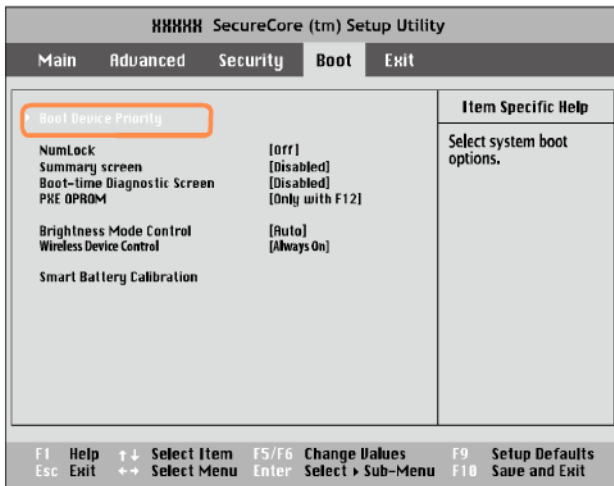 XXXXX SecureCore (tm) Setup Utility
Main Advanced Security Boot Exit
Boot Device Priority
Item Specific Help
Select system boot
options.
NumLock [Off]
Summary screen [Disabled]
Boot-time Diagnostic Screen [Disabled]
PXE OPROM [Only with F12]
Brightness Mode Control [Auto]
Wireless Device Control [Always On]
Smart Battery Calibration
F1 Help ↑↓ Select Item F5/F6 Change Values F9 Setup Defaults
Esc Exit ←→ Select Menu Enter Select ▸ Sub-Menu F10 Save and Exit